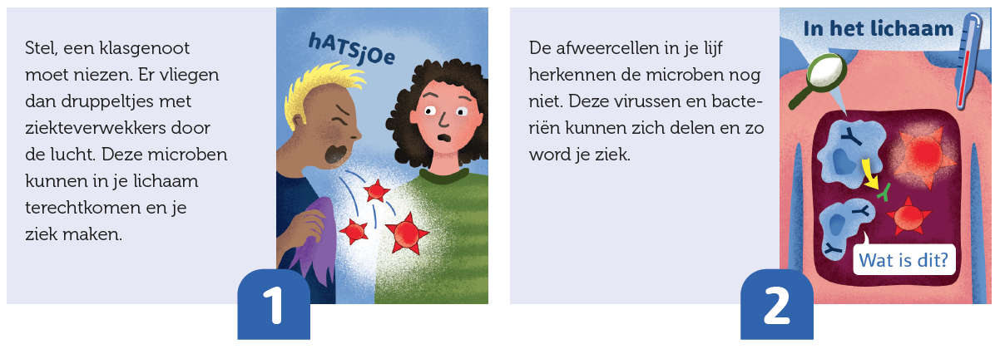 Stel, een klasgenoot
moet niezen. Er vliegen
dan druppeltjes met
ziekteverwekkers door
de lucht. Deze microben
kunnen in je lichaam
terechtkomen en je
ziek maken.
hATSjOe
1
De afweercellen in je lijf
herkennen de microben nog
niet. Deze virussen en bacte-
riën kunnen zich delen en zo
word je ziek.
In het lichaam
Wat is dit?
2